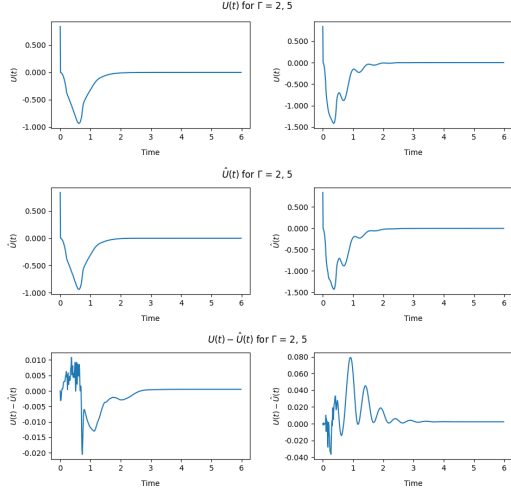 U(t) for Γ = 2, 5
0.500
0.000
-0.500
-1.000
U(t)
0 1 2 3 4 5 6
Time
0.500
0.000
-0.500
-1.000
-1.500
U(t)
0 1 2 3 4 5 6
Time
Û(t) for Γ = 2, 5
0.500
0.000
-0.500
-1.000
Û(t)
0 1 2 3 4 5 6
Time
0.500
0.000
-0.500
-1.000
-1.500
Û(t)
0 1 2 3 4 5 6
Time
U(t) − Û(t) for Γ = 2, 5
0.010
0.005
0.000
-0.005
-0.010
-0.015
-0.020
U(t) − Û(t)
0 1 2 3 4 5 6
Time
0.080
0.060
0.040
0.020
0.000
-0.020
-0.040
U(t) − Û(t)
0 1 2 3 4 5 6
Time